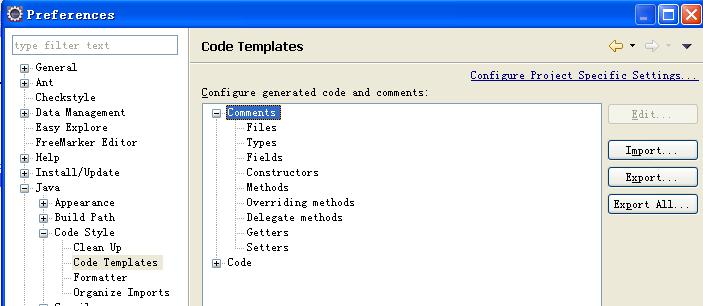 Preferences
type filter text
General
Ant
Checkstyle
Data Management
Easy Explore
FreeMarker Editor
Help
Install/Update
Java
Appearance
Build Path
Code Style
Clean Up
Code Templates
Formatter
Organize Imports
Code Templates
Configure Project Specific Settings...
Configure generated code and comments:
Comments
Files
Types
Fields
Constructors
Methods
Overriding methods
Delegate methods
Getters
Setters
Code
Edit...
Import...
Export...
Export All...